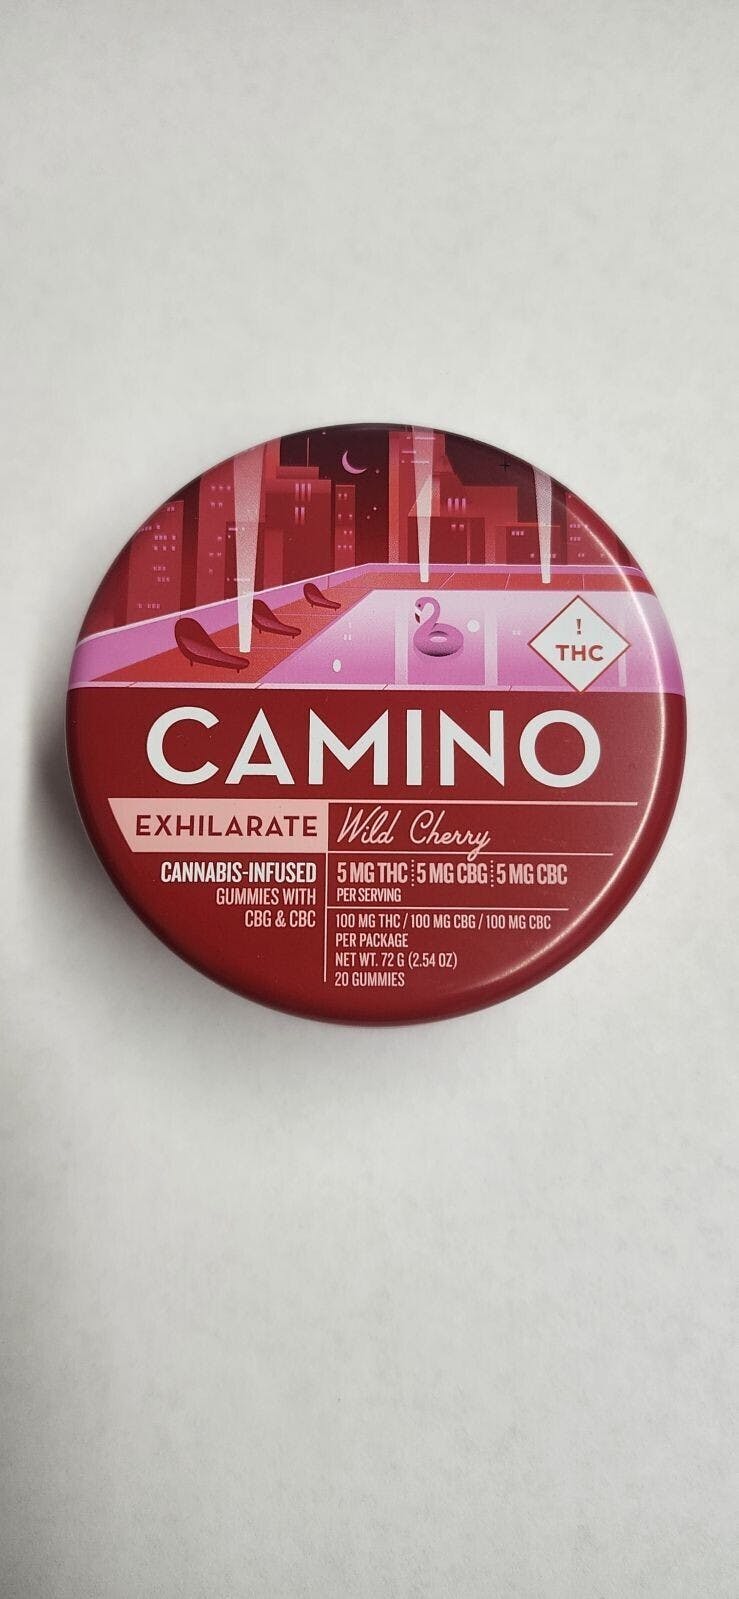 !
THC
CAMINO
EXHILARATE
Wild Cherry
CANNABIS-INFUSED
GUMMIES WITH
CBG & CBC
5 MG THC 5 MG CBG 5 MG CBC
PER SERVING
100 MG THC / 100 MG CBG / 100 MG CBC
PER PACKAGE
NET WT. 72 G (2.54 OZ)
20 GUMMIES